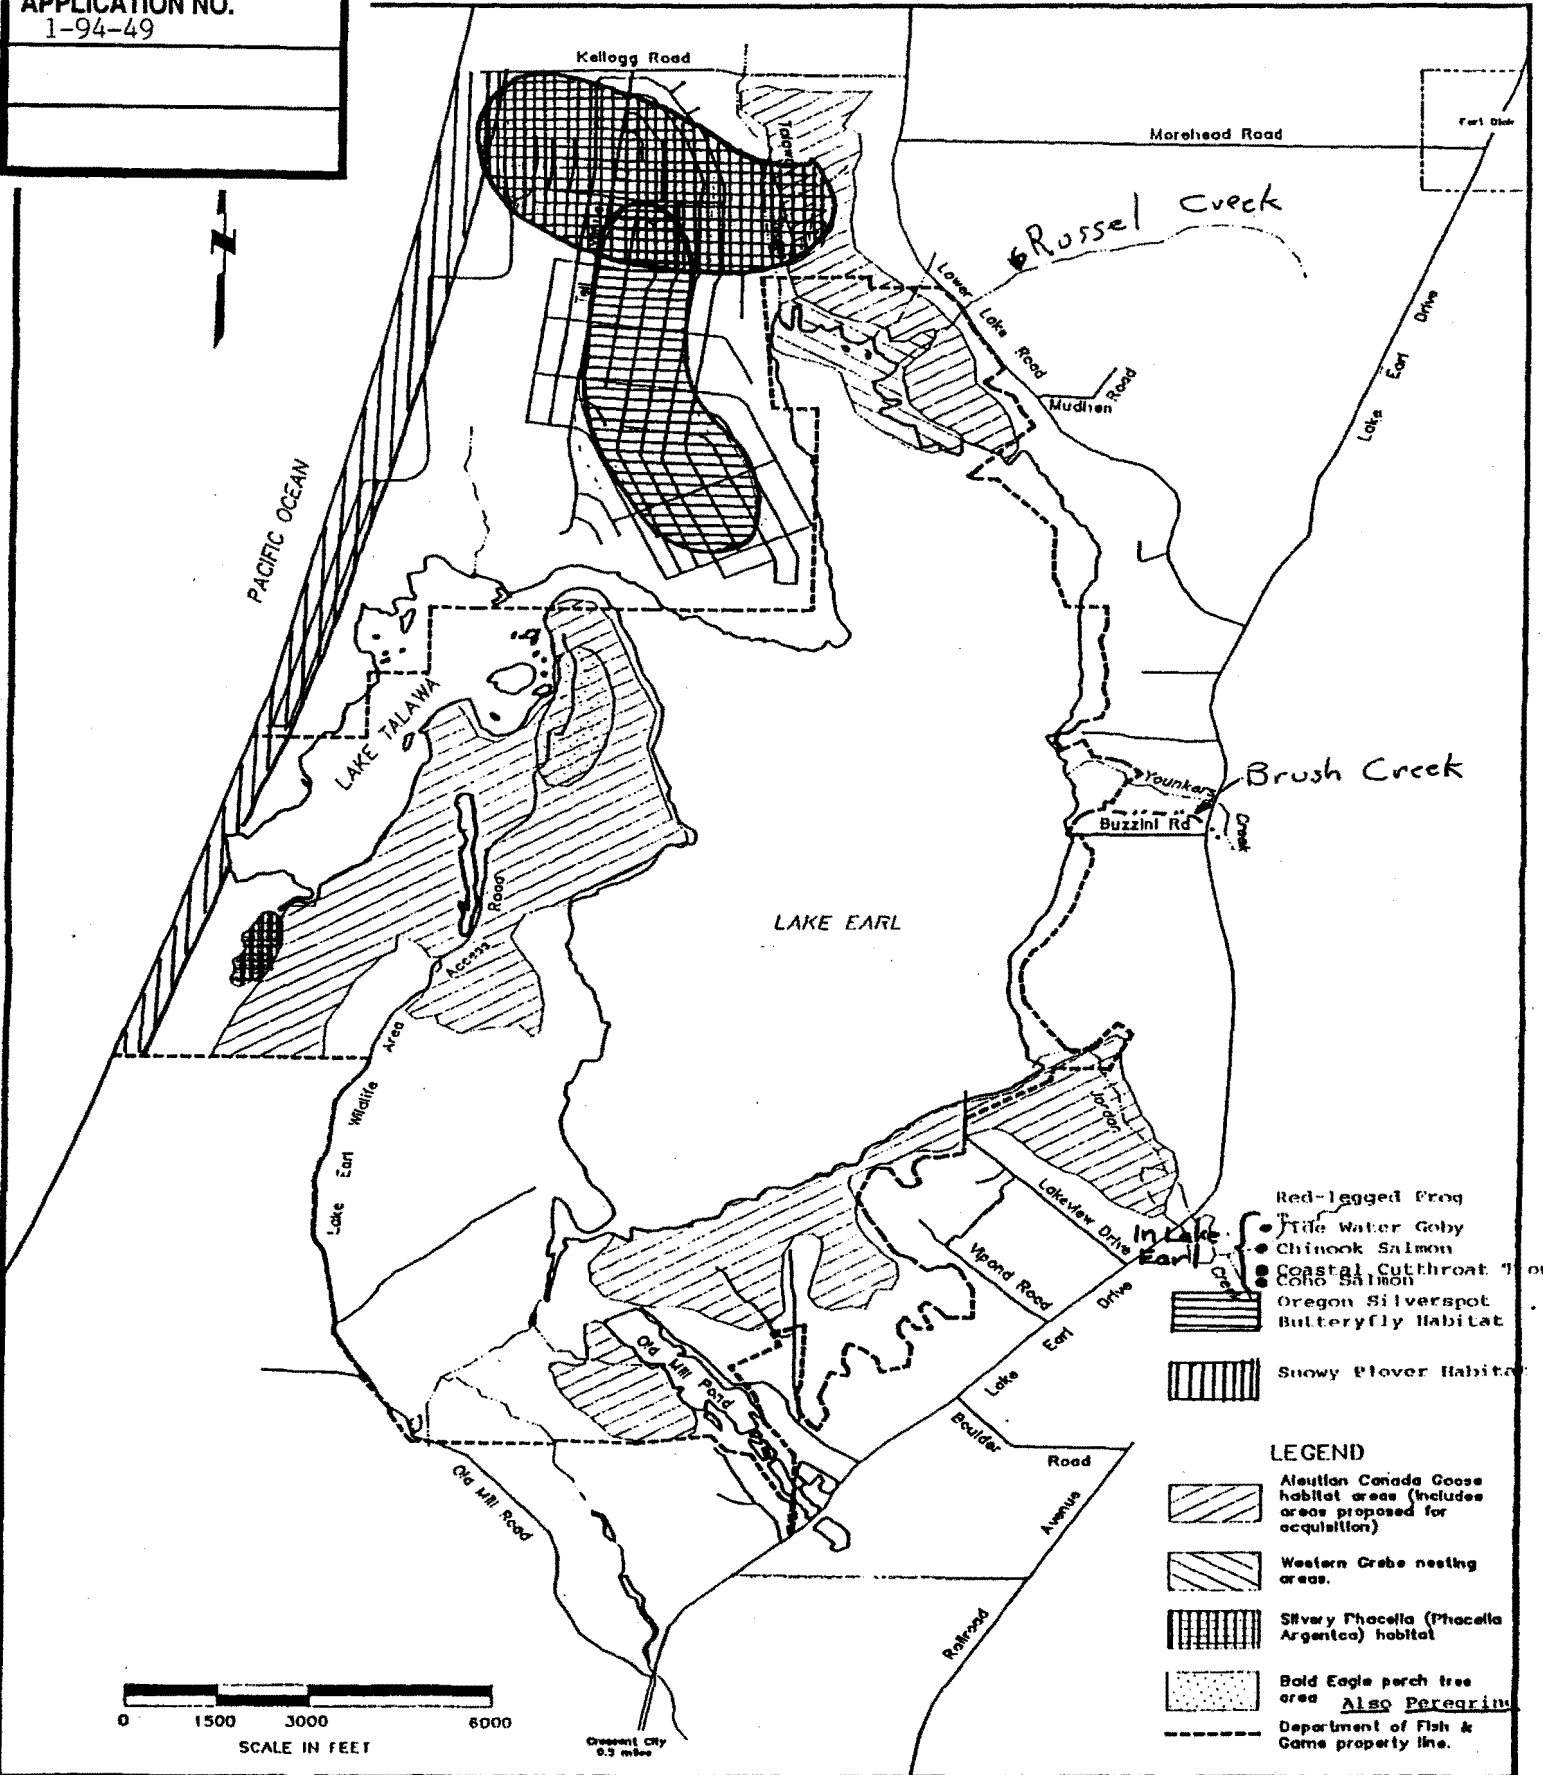 APPLICATION NO.
1-94-49
Kellogg Road
Morehead Road
Russel Creek
Lower Lake Road
Mudhen Road
Lake Earl Drive
PACIFIC OCEAN
LAKE TALAWA
Younkers Creek
Brush Creek
Buzzini Rd
LAKE EARL
Access Road
Lake Earl Wildlife Area
Jordan
Creek
Lakeview Drive
Vipond Road
In Lake
Earl
Lake Earl Drive
Old Mill Pond
Old Mill Road
Boulder Road
Railroad Avenue
Red-legged Frog
Tide Water Goby
Chinook Salmon
Coastal Cutthroat
Coho Salmon
Oregon Silverspot
Butteryfly Habitat
Snowy Plover Habitat
LEGEND
Aleutian Canada Goose
habitat areas (includes
areas proposed for
acquisition)
Western Grebe nesting
areas.
Silvery Phacelia (Phacelia
Argentea) habitat
Bald Eagle perch tree
area Also Peregrin
Department of Fish &
Game property line.
0 1500 3000 6000
SCALE IN FEET
Crescent City
0.5 miles